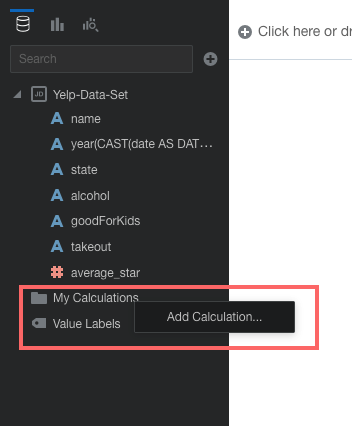 Click here or dr
Search
JD Yelp-Data-Set
A name
A year(CAST(date AS DAT...
A state
A alcohol
A goodForKids
A takeout
# average_star
My Calculations
Add Calculation...
Value Labels